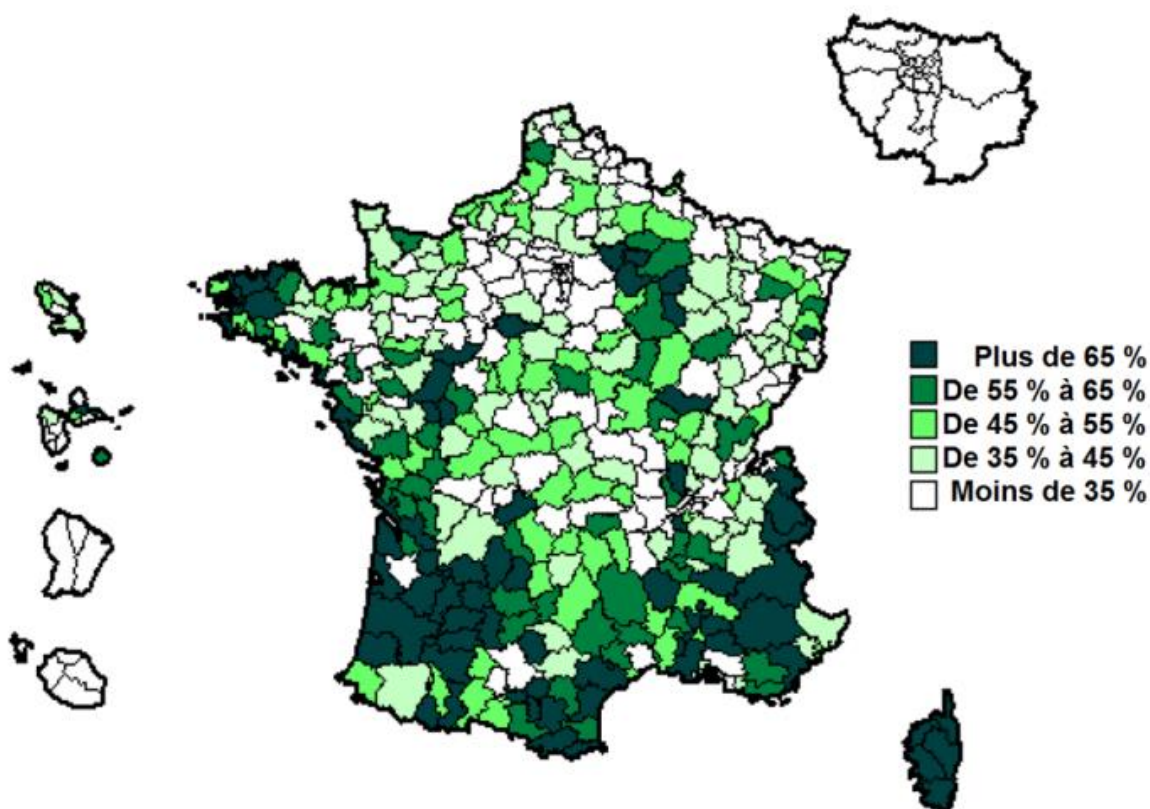 Plus de 65 %
De 55 % à 65 %
De 45 % à 55 %
De 35 % à 45 %
Moins de 35 %